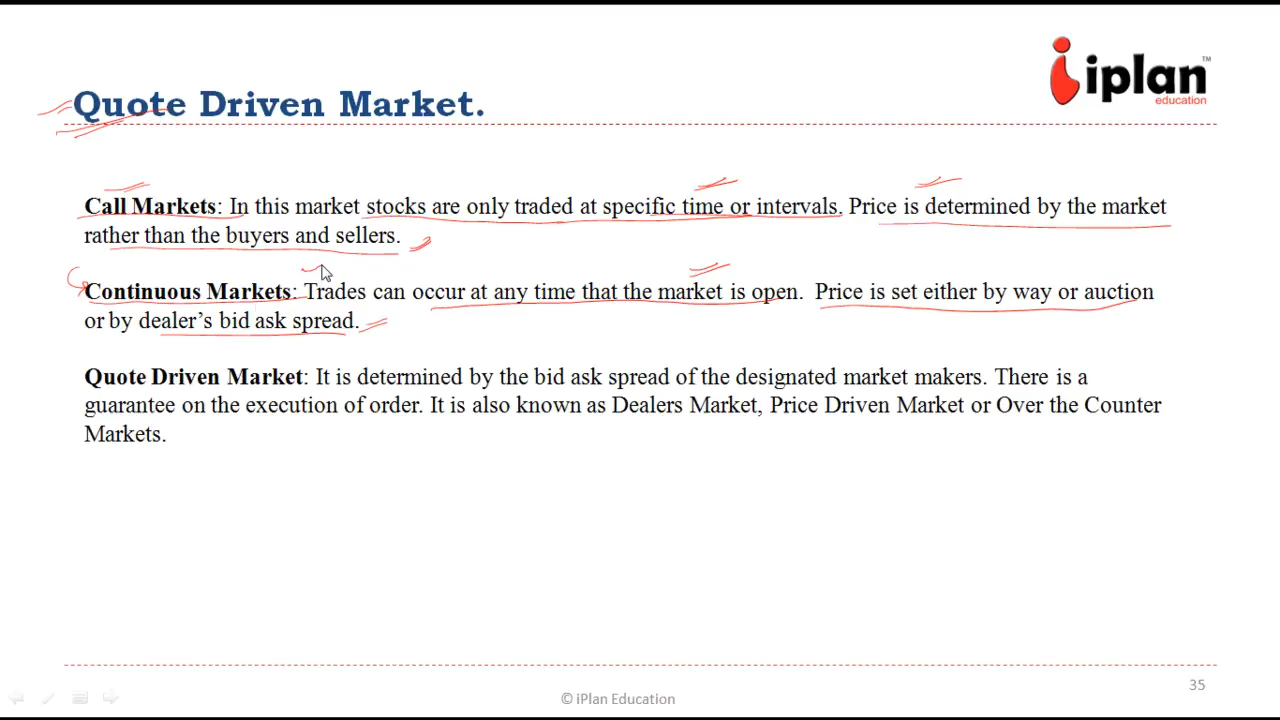 Quote Driven Market.
iplan™
education
Call Markets: In this market stocks are only traded at specific time or intervals. Price is determined by the market
rather than the buyers and sellers.
Continuous Markets: Trades can occur at any time that the market is open. Price is set either by way or auction
or by dealer's bid ask spread.
Quote Driven Market: It is determined by the bid ask spread of the designated market makers. There is a
guarantee on the execution of order. It is also known as Dealers Market, Price Driven Market or Over the Counter
Markets.
© iPlan Education
35